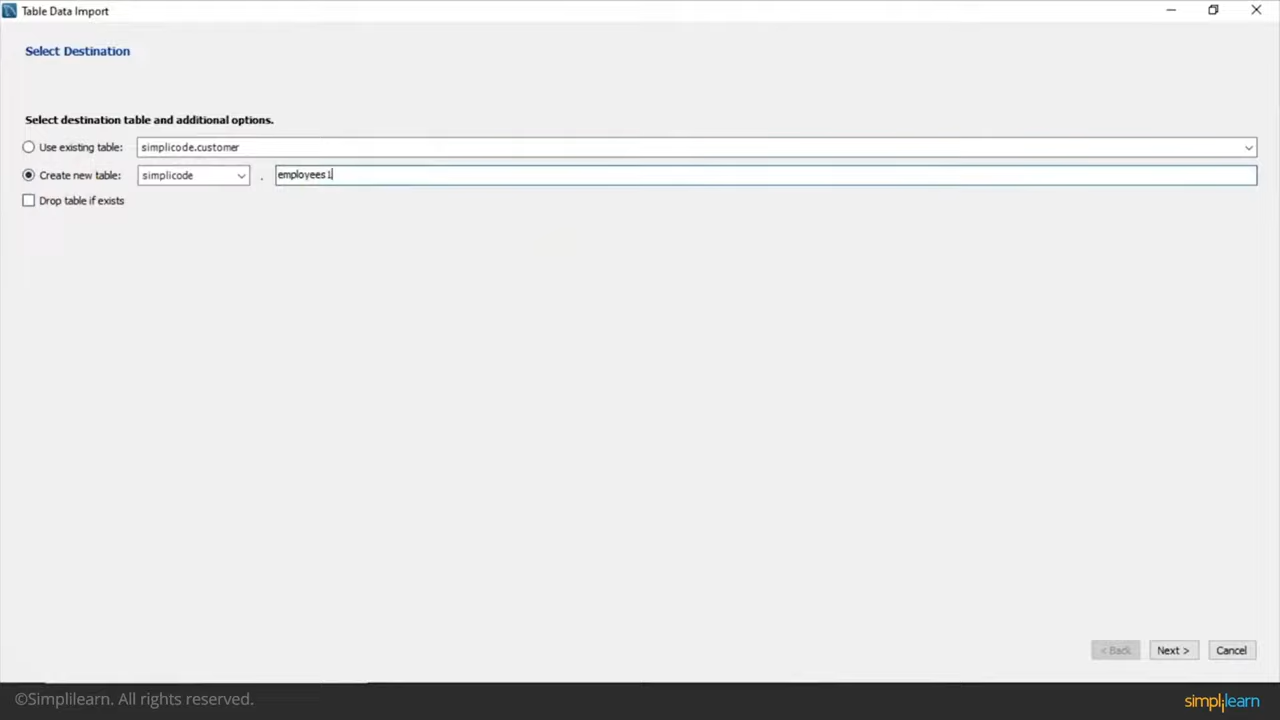 Table Data Import
Select Destination
Select destination table and additional options.
Use existing table: simplicode.customer
Create new table: simplicode . employees1
Drop table if exists
< Back Next > Cancel
©Simplilearn. All rights reserved. simplilearn